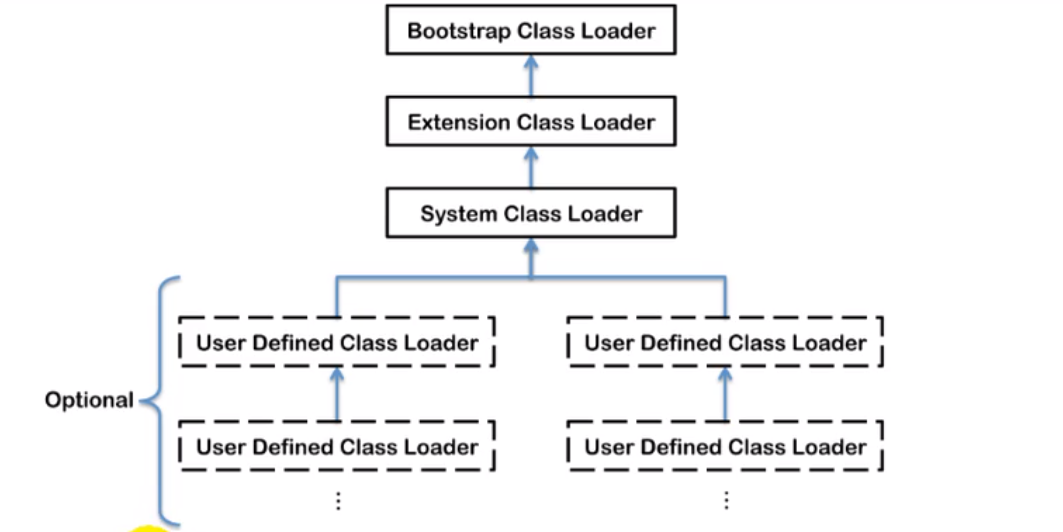 Bootstrap Class Loader
Extension Class Loader
System Class Loader
User Defined Class Loader
User Defined Class Loader
Optional
User Defined Class Loader
User Defined Class Loader